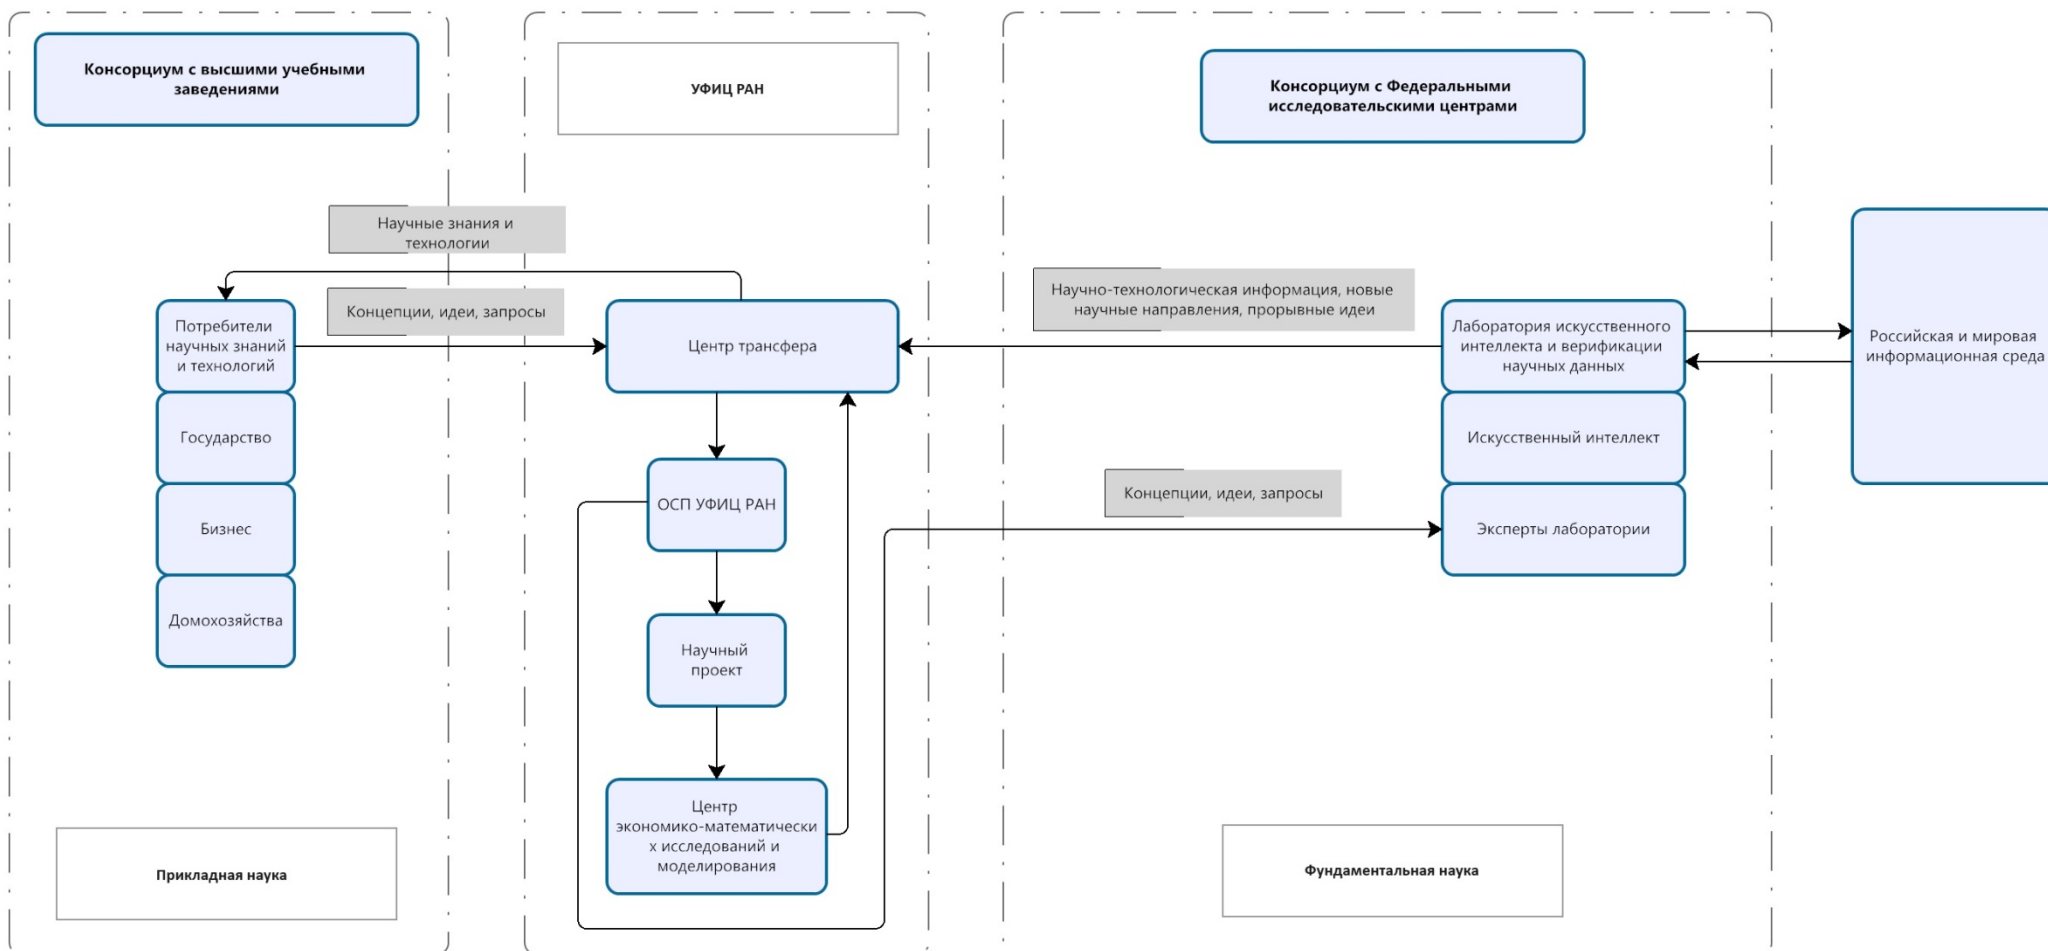 Консорциум с высшими учебными
заведениями
УФИЦ РАН
Консорциум с Федеральными
исследовательскими центрами
Научные знания и
технологии
Концепции, идеи, запросы
Научно-технологическая информация, новые
научные направления, прорывные идеи
Потребители
научных знаний
и технологий
Государство
Бизнес
Домохозяйства
Центр трансфера
ОСП УФИЦ РАН
Научный
проект
Центр
экономико-математически
х исследований и
моделирования
Концепции, идеи, запросы
Лаборатория искусственного
интеллекта и верификации
научных данных
Искусственный интеллект
Эксперты лаборатории
Российская и мировая
информационная среда
Прикладная наука
Фундаментальная наука